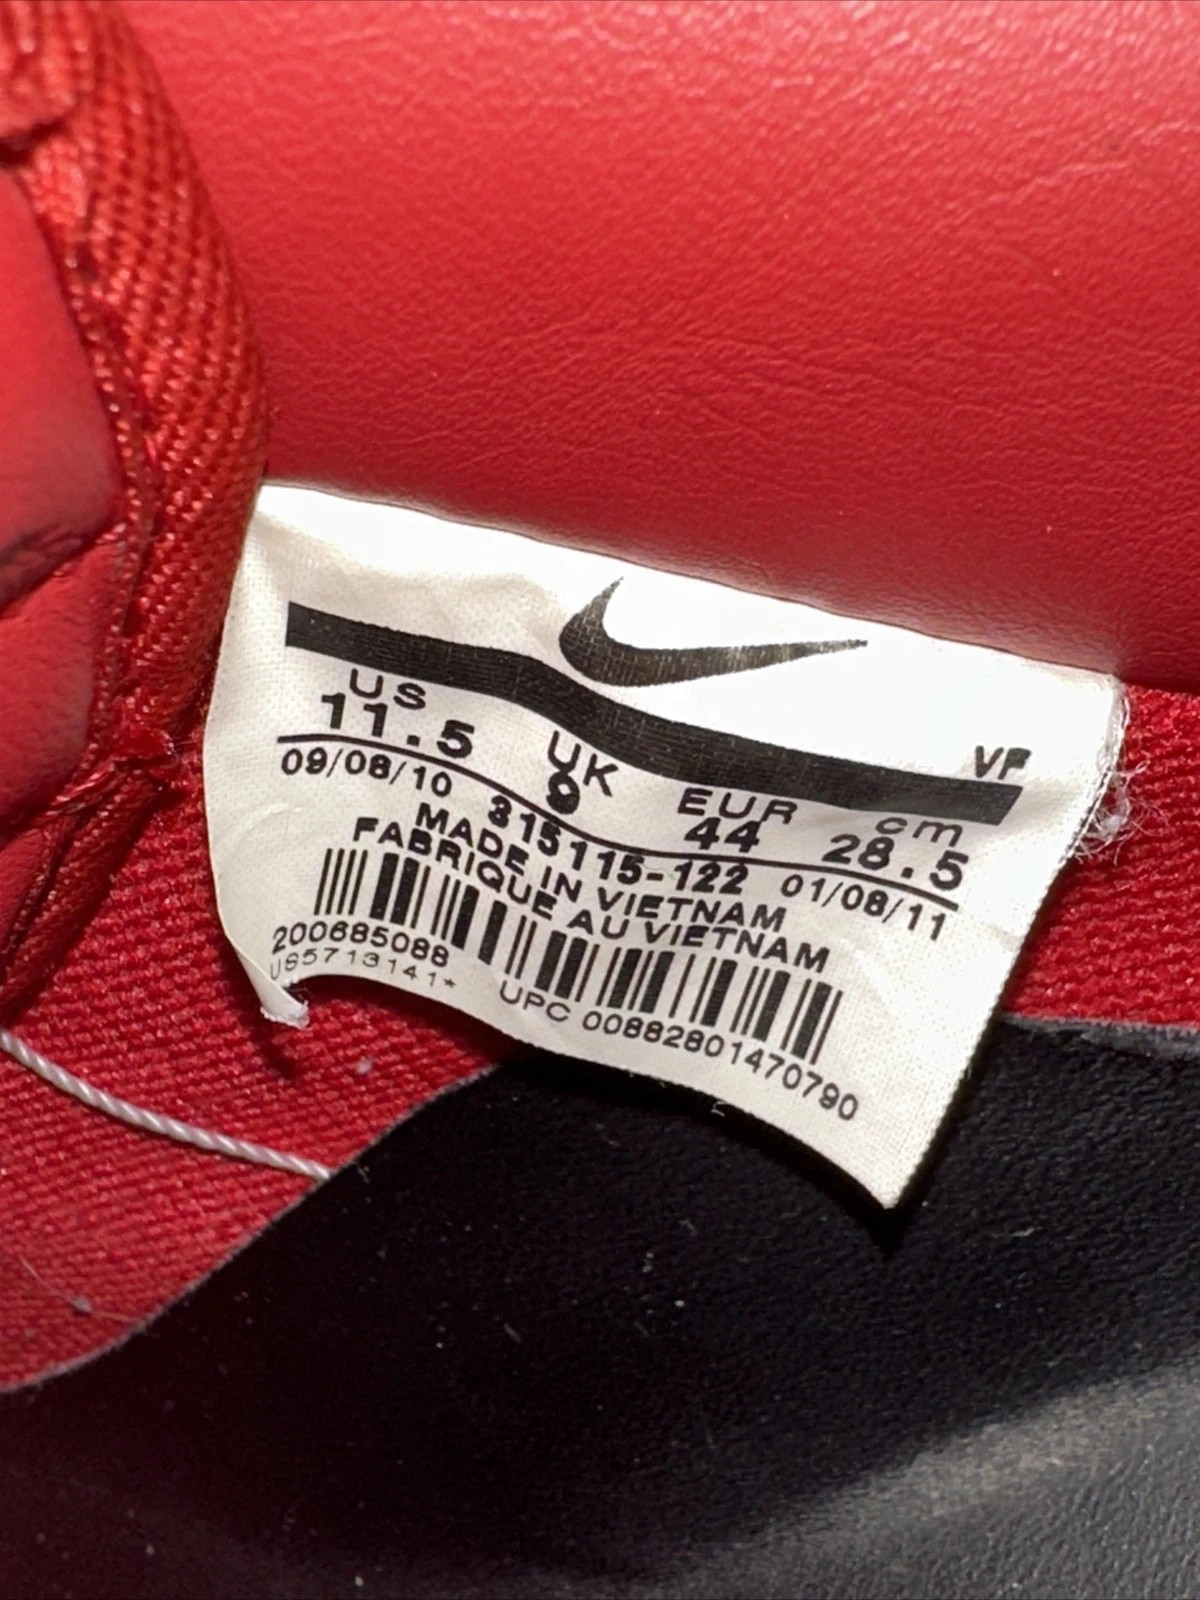 VF
US UK EUR cm
11.5 9 44 28.5
09/08/10 315115-122 01/08/11
MADE IN VIETNAM
FABRIQUE AU VIETNAM
200685088
US5713141* UPC 00882801470790